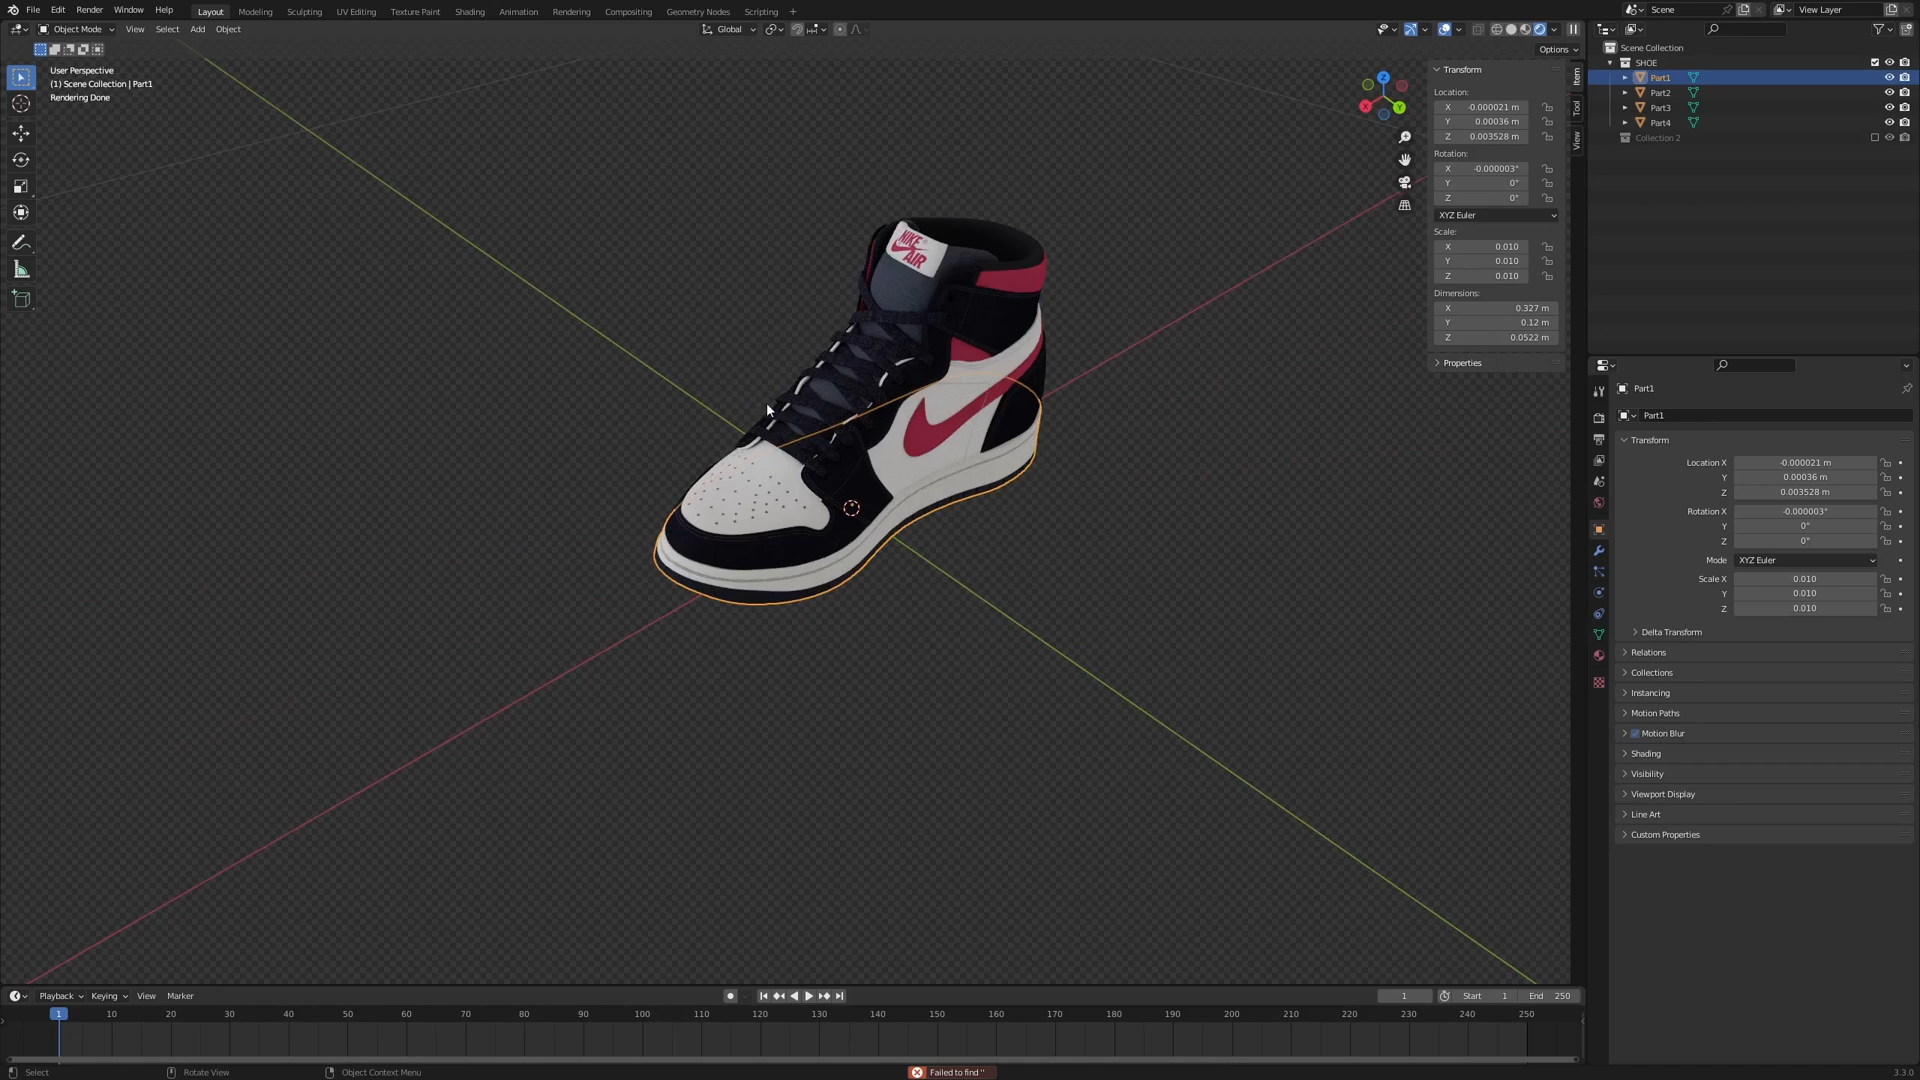 File Edit Render Window Help Layout Modeling Sculpting UV Editing Texture Paint Shading Animation Rendering Compositing Geometry Nodes Scripting + Scene View Layer
Object Mode View Select Add Object Global
Options
User Perspective
(1) Scene Collection | Part1
Rendering Done
Z
X
Y
NIKE
AIR
Transform
Location:
X -0.000021 m
Y 0.00036 m
Z 0.003528 m
Rotation:
X -0.000003°
Y 0°
Z 0°
XYZ Euler
Scale:
X 0.010
Y 0.010
Z 0.010
Dimensions:
X 0.327 m
Y 0.12 m
Z 0.0522 m
Properties
Item
Tool
View
Scene Collection
SHOE
Part1
Part2
Part3
Part4
Collection 2
Part1
Part1
Transform
Location X -0.000021 m
Y 0.00036 m
Z 0.003528 m
Rotation X -0.000003°
Y 0°
Z 0°
Mode XYZ Euler
Scale X 0.010
Y 0.010
Z 0.010
Delta Transform
Relations
Collections
Instancing
Motion Paths
Motion Blur
Shading
Visibility
Viewport Display
Line Art
Custom Properties
Playback Keying View Marker 1 Start 1 End 250
1 10 20 30 40 50 60 70 80 90 100 110 120 130 140 150 160 170 180 190 200 210 220 230 240 250
Select Rotate View Object Context Menu Failed to find '' 3.3.0